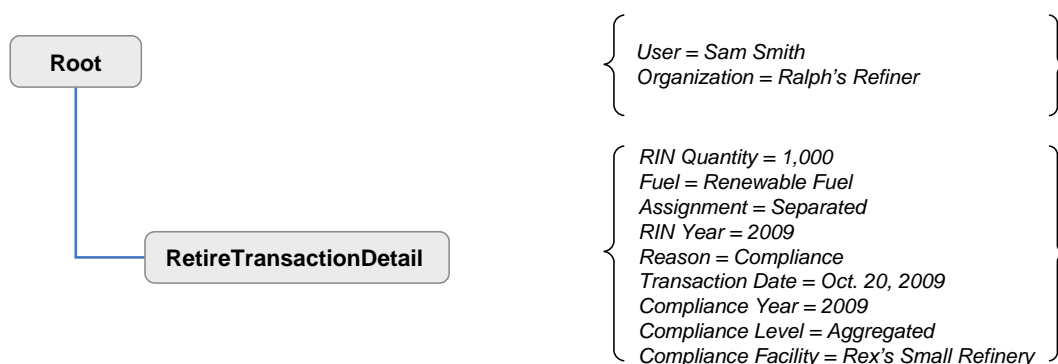 Root
User = Sam Smith
Organization = Ralph's Refiner
RetireTransactionDetail
RIN Quantity = 1,000
Fuel = Renewable Fuel
Assignment = Separated
RIN Year = 2009
Reason = Compliance
Transaction Date = Oct. 20, 2009
Compliance Year = 2009
Compliance Level = Aggregated
Compliance Facility = Rex's Small Refinery